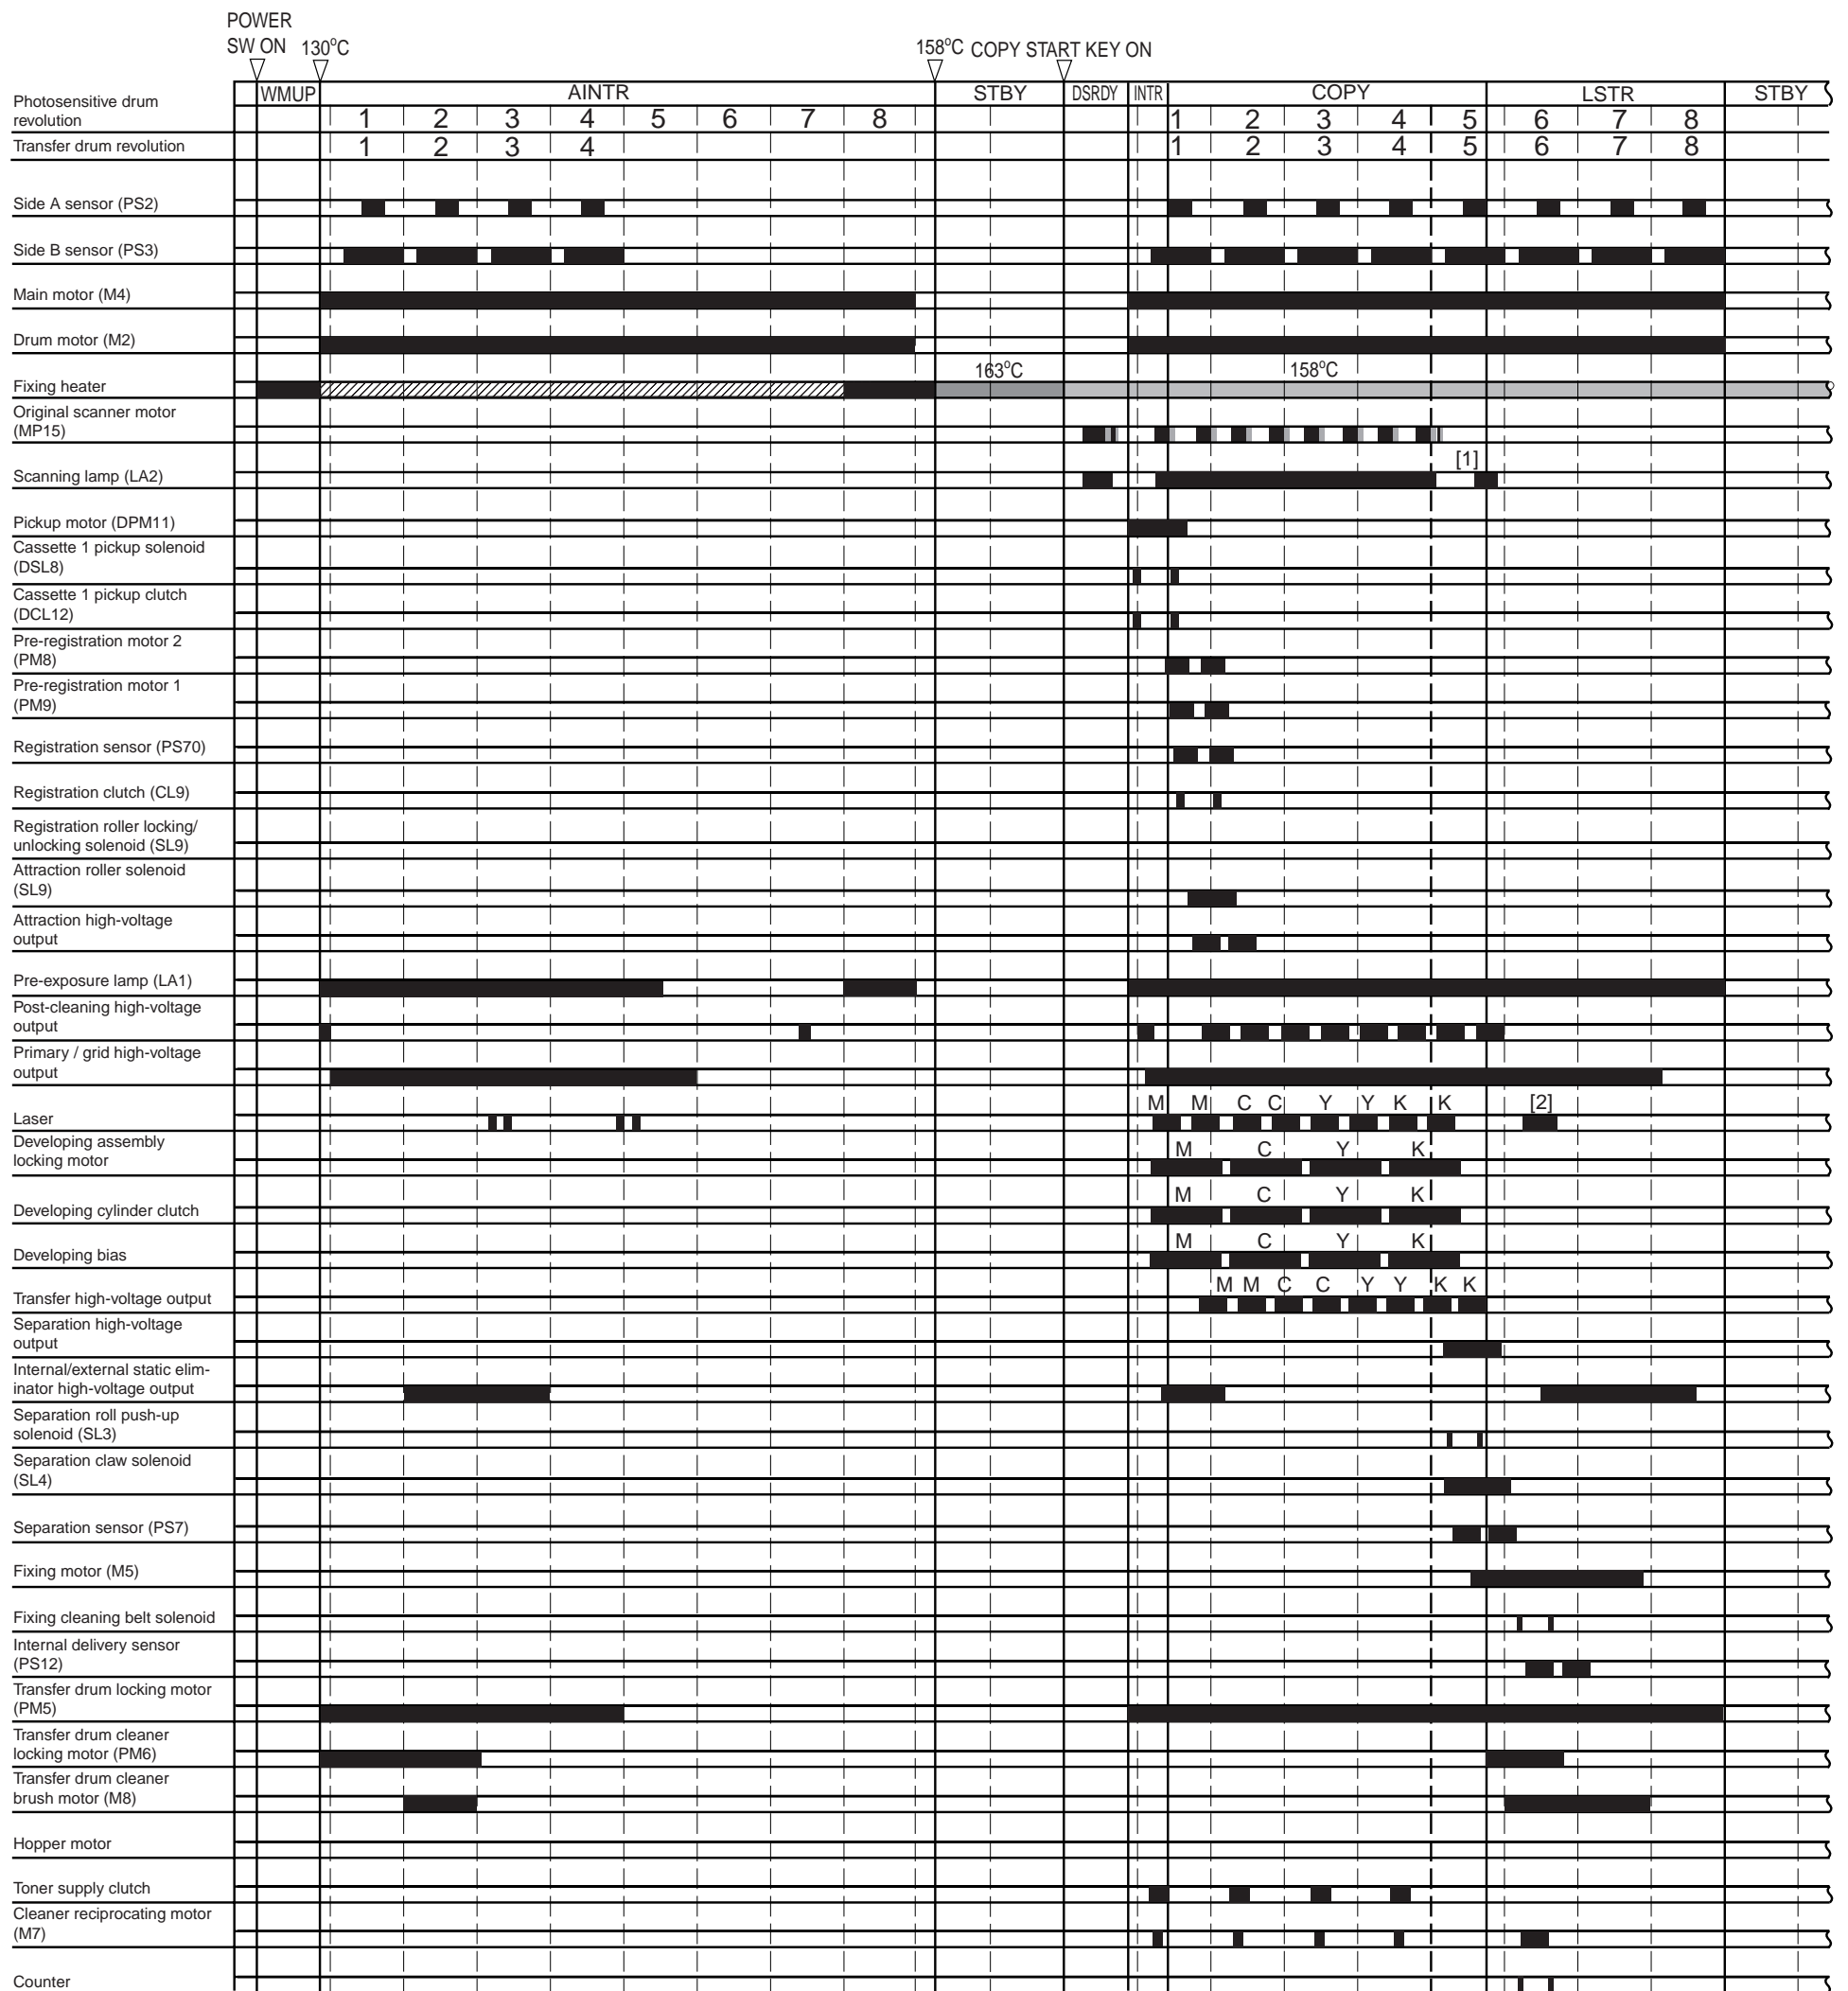 POWER
SW ON 130°C 158°C COPY START KEY ON
WMUP AINTR STBY DSRDY INTR COPY LSTR STBY
Photosensitive drum
revolution
1 2 3 4 5 6 7 8 1 2 3 4 5 6 7 8
Transfer drum revolution 1 2 3 4 1 2 3 4 5 6 7 8
Side A sensor (PS2)
Side B sensor (PS3)
Main motor (M4)
Drum motor (M2)
163°C 158°C
Fixing heater
Original scanner motor
(MP15)
[1]
Scanning lamp (LA2)
Pickup motor (DPM11)
Cassette 1 pickup solenoid
(DSL8)
Cassette 1 pickup clutch
(DCL12)
Pre-registration motor 2
(PM8)
Pre-registration motor 1
(PM9)
Registration sensor (PS70)
Registration clutch (CL9)
Registration roller locking/
unlocking solenoid (SL9)
Attraction roller solenoid
(SL9)
Attraction high-voltage
output
Pre-exposure lamp (LA1)
Post-cleaning high-voltage
output
Primary / grid high-voltage
output
M M C C Y Y K K [2]
Laser
Developing assembly
locking motor
M C Y K
M C Y K
Developing cylinder clutch
M C Y K
Developing bias
M M C C Y Y K K
Transfer high-voltage output
Separation high-voltage
output
Internal/external static elim-
inator high-voltage output
Separation roll push-up
solenoid (SL3)
Separation claw solenoid
(SL4)
Separation sensor (PS7)
Fixing motor (M5)
Fixing cleaning belt solenoid
Internal delivery sensor
(PS12)
Transfer drum locking motor
(PM5)
Transfer drum cleaner
locking motor (PM6)
Transfer drum cleaner
brush motor (M8)
Hopper motor
Toner supply clutch
Cleaner reciprocating motor
(M7)
Counter